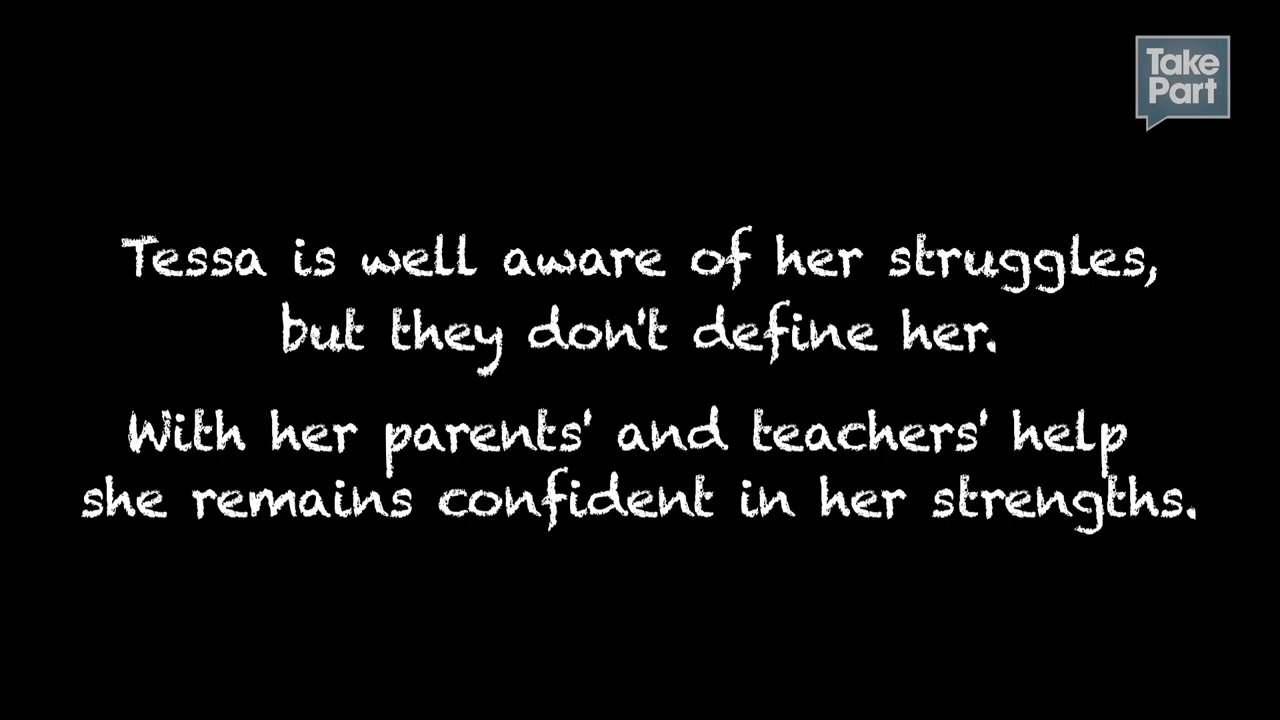 Take
Part
Tessa is well aware of her struggles,
but they don't define her.
With her parents' and teachers' help
she remains confident in her strengths.